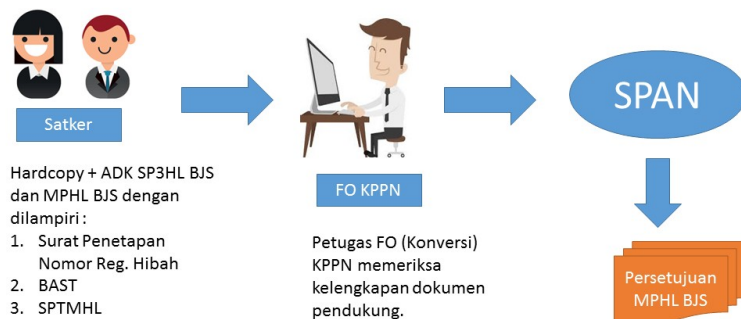 Satker
Hardcopy + ADK SP3HL BJS
dan MPHL BJS dengan
dilampiri :
1. Surat Penetapan
Nomor Reg. Hibah
2. BAST
3. SPTMHL
FO KPPN
Petugas FO (Konversi)
KPPN memeriksa
kelengkapan dokumen
pendukung.
SPAN
Persetujuan
MPHL BJS